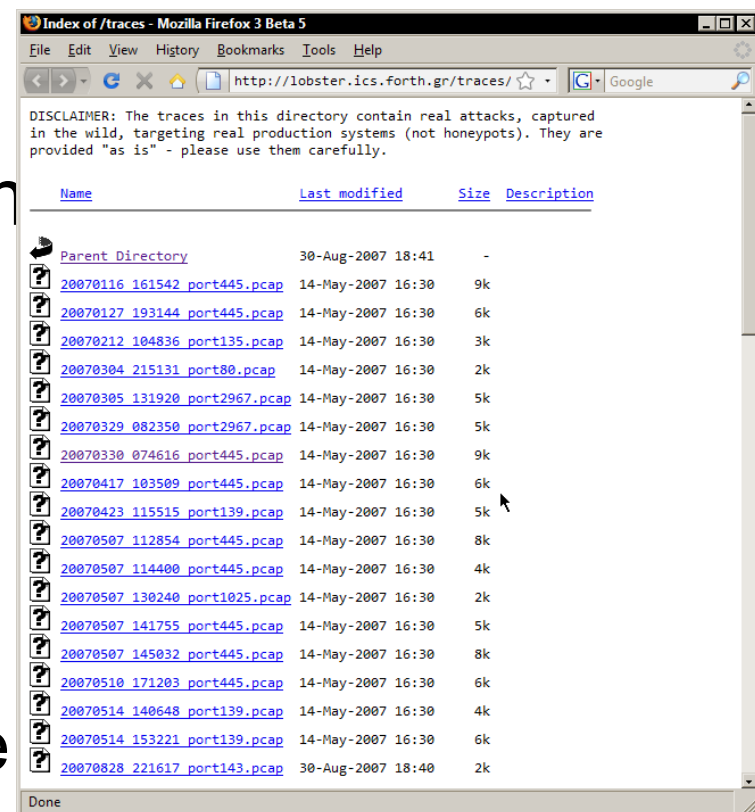 Index of /traces - Mozilla Firefox 3 Beta 5
File Edit View History Bookmarks Tools Help
http://lobster.ics.forth.gr/traces/ G Google
DISCLAIMER: The traces in this directory contain real attacks, captured
in the wild, targeting real production systems (not honeypots). They are
provided "as is" - please use them carefully.
Name Last modified Size Description
Parent Directory 30-Aug-2007 18:41 -
20070116_161542_port445.pcap 14-May-2007 16:30 9k
20070127_193144_port445.pcap 14-May-2007 16:30 6k
20070212_104836_port135.pcap 14-May-2007 16:30 3k
20070304_215131_port80.pcap 14-May-2007 16:30 2k
20070305_131920_port2967.pcap 14-May-2007 16:30 5k
20070329_082350_port2967.pcap 14-May-2007 16:30 5k
20070330_074616_port445.pcap 14-May-2007 16:30 9k
20070417_103509_port445.pcap 14-May-2007 16:30 6k
20070423_115515_port139.pcap 14-May-2007 16:30 5k
20070507_112854_port445.pcap 14-May-2007 16:30 8k
20070507_114400_port445.pcap 14-May-2007 16:30 4k
20070507_130240_port1025.pcap 14-May-2007 16:30 2k
20070507_141755_port445.pcap 14-May-2007 16:30 5k
20070507_145032_port445.pcap 14-May-2007 16:30 8k
20070510_171203_port445.pcap 14-May-2007 16:30 6k
20070514_140648_port139.pcap 14-May-2007 16:30 4k
20070514_153221_port139.pcap 14-May-2007 16:30 6k
20070828_221617_port143.pcap 30-Aug-2007 18:40 2k
Done